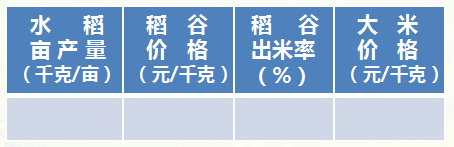 水 稻 稻 谷 稻 谷 大 米
亩产量 价 格 出米率 价 格
（千克/亩） （元/千克） （%） （元/千克）